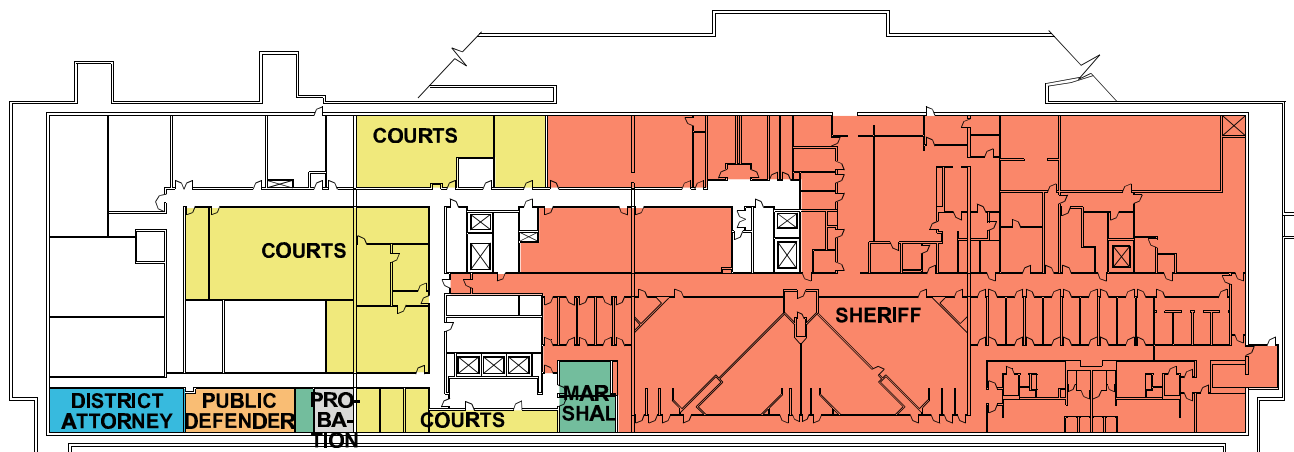 COURTS
COURTS
SHERIFF
DISTRICT
ATTORNEY
PUBLIC
DEFENDER
PRO-
BA-
TION
COURTS
MAR-
SHAL